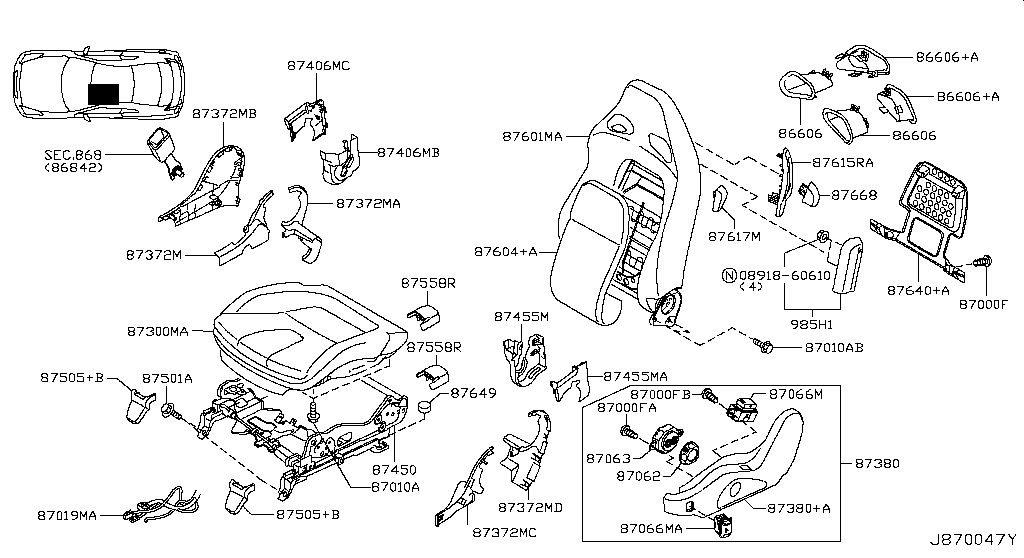 87406MC
87372MB
SEC.868
(86842)
87406MB
87372MA
87372M
87601MA
87604+A
86606+A
B6606+A
86606
86606
87615RA
87668
87617M
N 08918-60610
(4)
985H1
87640+A
87000F
87010AB
87558R
87300MA
87558R
87455M
87505+B
87501A
87649
87455MA
87450
87010A
87019MA
87505+B
87372MD
87372MC
87000FB
87066M
87000FA
87063
87062
87380
87380+A
87066MA
J870047Y